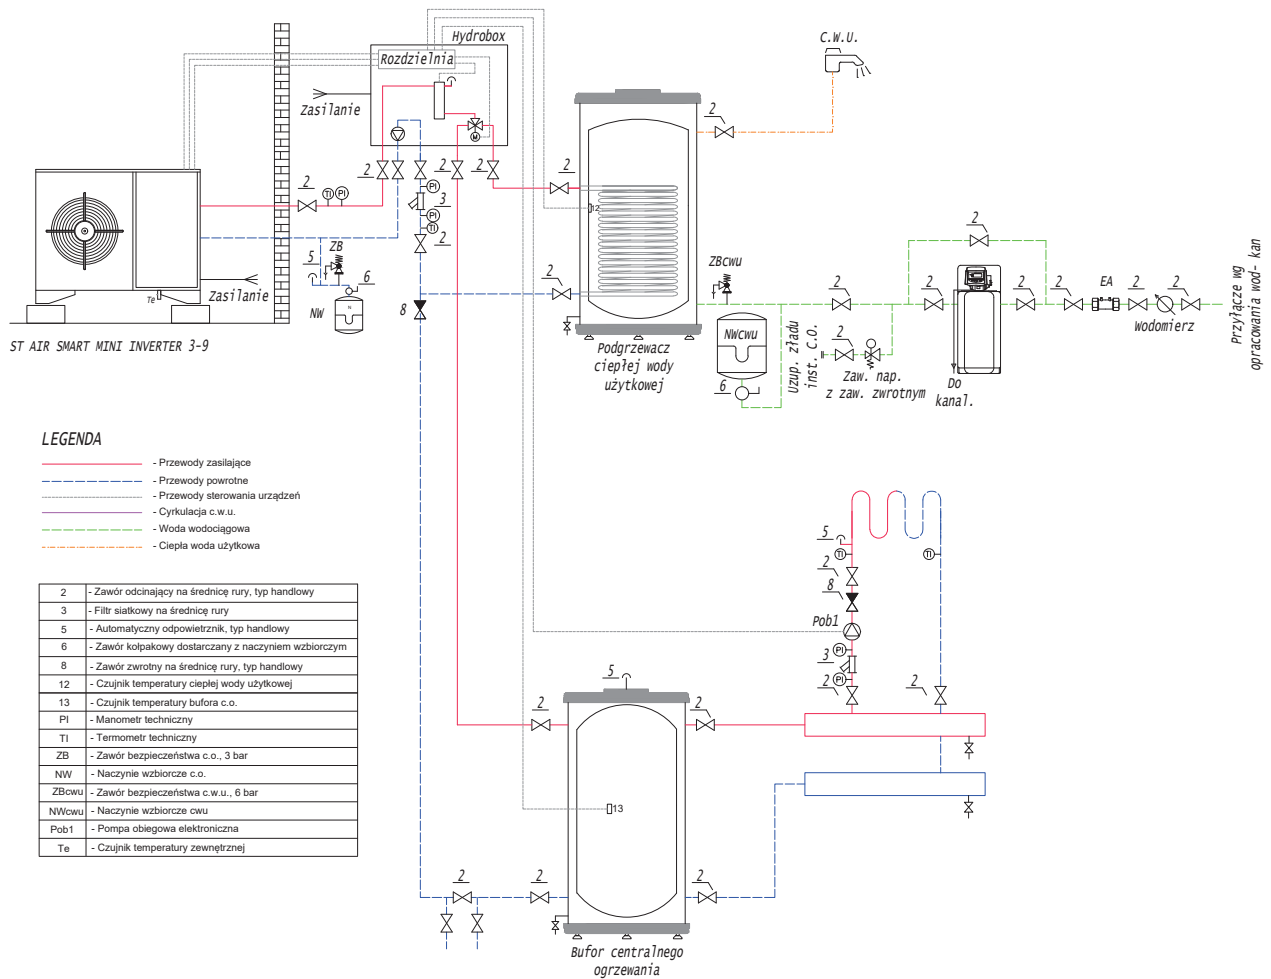 Hydrobox
Rozdzielnia
Zasilanie
M
C.W.U.
2
2
2
2
2
2
TI
PI
PI
3
PI
TI
2
12
ZB
5
6
Te
Zasilanie
NW
N
8
2
ST AIR SMART MINI INVERTER 3-9
Podgrzewacz
ciepłej wody
użytkowej
ZBcwu
NWcwu
6
Uzup. zładu
inst. C.O.
2
2
Zaw. nap.
z zaw. zwrotnym
2
2
Do
kanal.
2
2
EA
2
Wodomierz
2
Przyłącze wg
opracowania wod- kan
LEGENDA
- Przewody zasilające
- Przewody powrotne
- Przewody sterowania urządzeń
- Cyrkulacja c.w.u.
- Woda wodociągowa
- Ciepła woda użytkowa
2 - Zawór odcinający na średnicę rury, typ handlowy
3 - Filtr siatkowy na średnicę rury
5 - Automatyczny odpowietrznik, typ handlowy
6 - Zawór kołpakowy dostarczany z naczyniem wzbiorczym
8 - Zawór zwrotny na średnicę rury, typ handlowy
12 - Czujnik temperatury ciepłej wody użytkowej
13 - Czujnik temperatury bufora c.o.
PI - Manometr techniczny
TI - Termometr techniczny
ZB - Zawór bezpieczeństwa c.o., 3 bar
NW - Naczynie wzbiorcze c.o.
ZBcwu - Zawór bezpieczeństwa c.w.u., 6 bar
NWcwu - Naczynie wzbiorcze cwu
Pob1 - Pompa obiegowa elektroniczna
Te - Czujnik temperatury zewnętrznej
5
TI
TI
2
8
Pob1
PI
3
PI
2
2
5
2
2
13
2
2
2
Bufor centralnego
ogrzewania